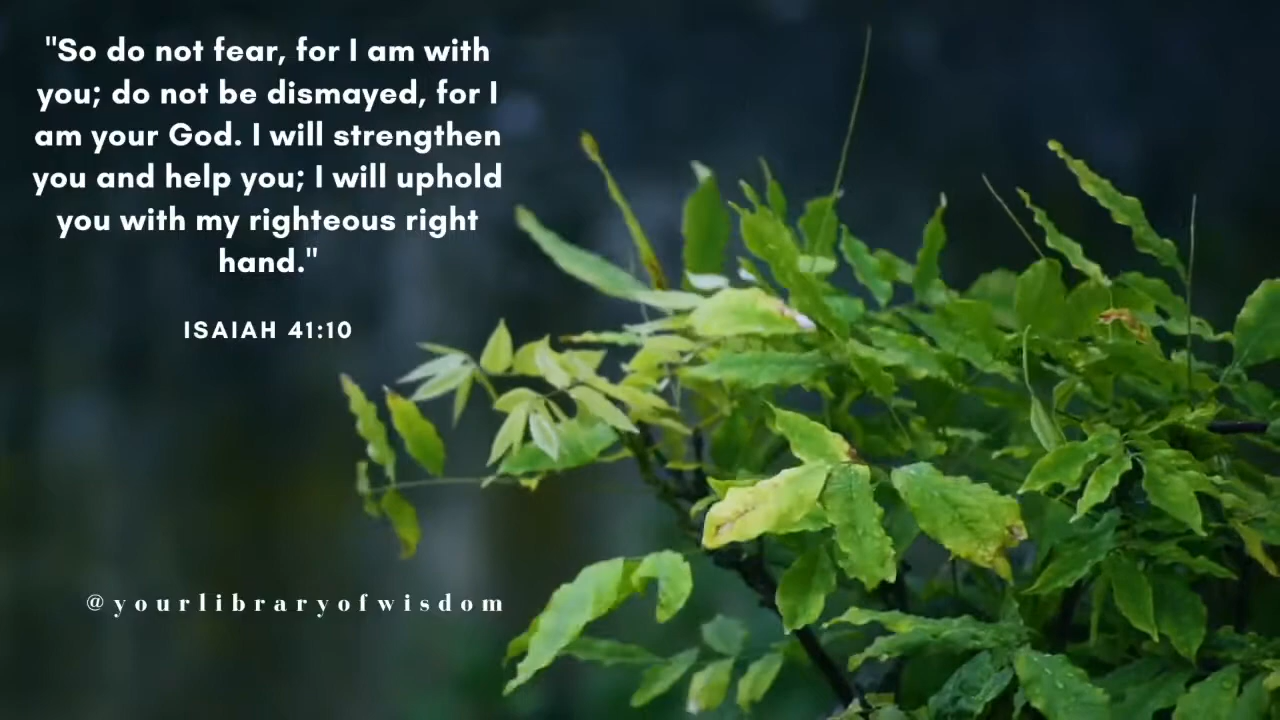 "So do not fear, for I am with
you; do not be dismayed, for I
am your God. I will strengthen
you and help you; I will uphold
you with my righteous right
hand."
ISAIAH 41:10
@yourlibraryofwisdom